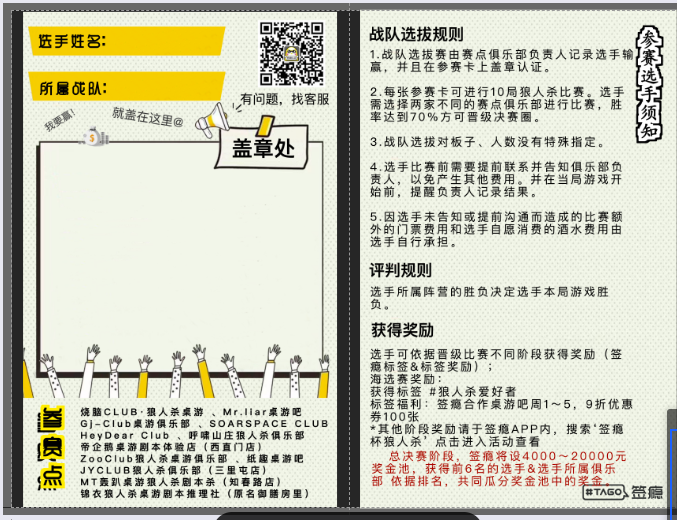 选手姓名：
所属战队：
有问题，找客服
我要赢！
就盖在这里@
盖章处
参赛点
烧脑CLUB·狼人杀桌游 、Mr.liar桌游吧
Gj-Club桌游俱乐部 、SOARSPACE CLUB
HeyDear Club 、呼啸山庄狼人杀俱乐部
帝企鹅桌游剧本体验店（西直门店）
ZooClub狼人杀桌游俱乐部 、纸趣桌游吧
JYCLUB狼人杀俱乐部（三里屯店）
MT轰趴桌游狼人杀剧本杀（知春路店）
锦衣狼人杀桌游剧本推理社（原名御膳房里）
参赛选手须知
战队选拔规则
1.战队选拔赛由赛点俱乐部负责人记录选手输
赢，并且在参赛卡上盖章认证。
2.每张参赛卡可进行10局狼人杀比赛。选手
需选择两家不同的赛点俱乐部进行比赛，胜
率达到70%方可晋级决赛圈。
3.战队选拔对板子、人数没有特殊指定。
4.选手比赛前需要提前联系并告知俱乐部负
责人，以免产生其他费用。并在当局游戏开
始前，提醒负责人记录结果。
5.因选手未告知或提前沟通而造成的比赛额
外的门票费用和选手自愿消费的酒水费用由
选手自行承担。
评判规则
选手所属阵营的胜负决定选手本局游戏胜
负。
获得奖励
选手可依据晋级比赛不同阶段获得奖励（签
瘾标签&标签奖励）；
海选赛奖励：
获得标签 #狼人杀爱好者
标签福利：签瘾合作桌游吧周1～5，9折优惠
券100张
*其他阶段奖励请于签瘾APP内，搜索‘签瘾
杯狼人杀’点击进入活动查看
总决赛阶段，签瘾将设4000～20000元
奖金池，获得前6名的选手&选手所属俱乐
部 依据排名，共同瓜分奖金池中的奖金。
#TAGO 签瘾